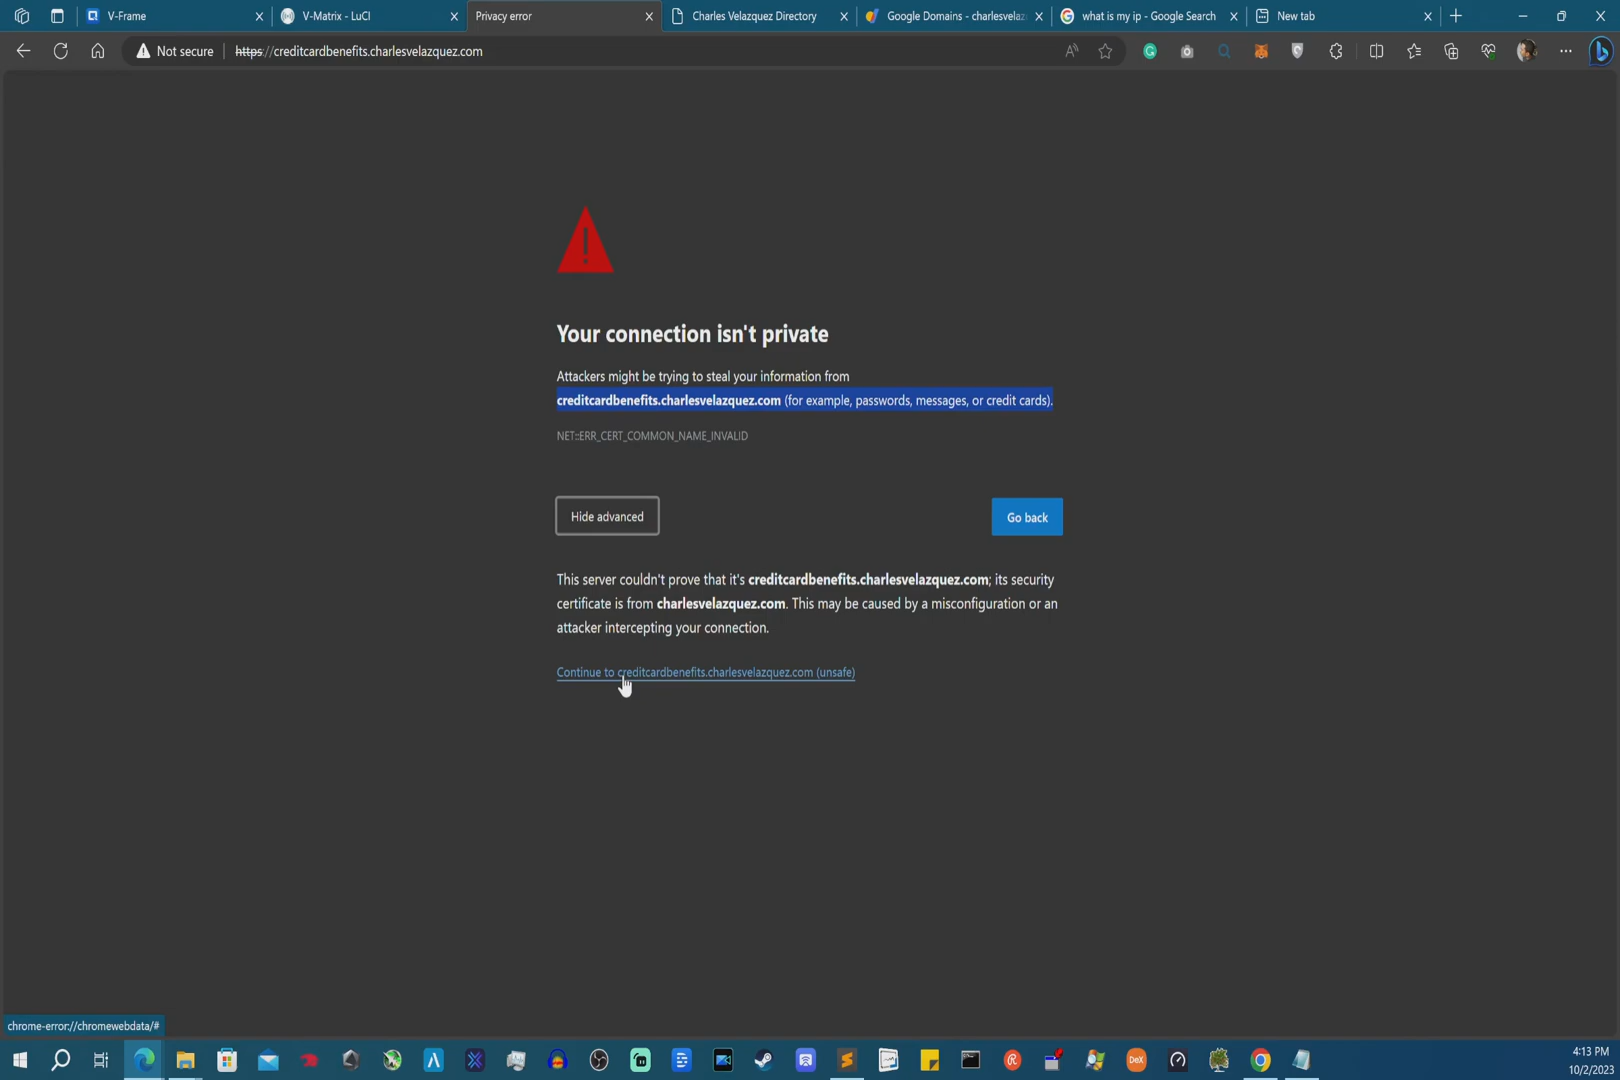 V-Frame
V-Matrix - LuCI
Privacy error
Charles Velazquez Directory
Google Domains - charlesvelaz
what is my ip - Google Search
New tab
Not secure
https://creditcardbenefits.charlesvelazquez.com
Your connection isn't private
Attackers might be trying to steal your information from
creditcardbenefits.charlesvelazquez.com (for example, passwords, messages, or credit cards).
NET::ERR_CERT_COMMON_NAME_INVALID
Hide advanced
Go back
This server couldn't prove that it's creditcardbenefits.charlesvelazquez.com; its security
certificate is from charlesvelazquez.com. This may be caused by a misconfiguration or an
attacker intercepting your connection.
Continue to creditcardbenefits.charlesvelazquez.com (unsafe)
chrome-error://chromewebdata/#
DeX
4:13 PM
10/2/2023